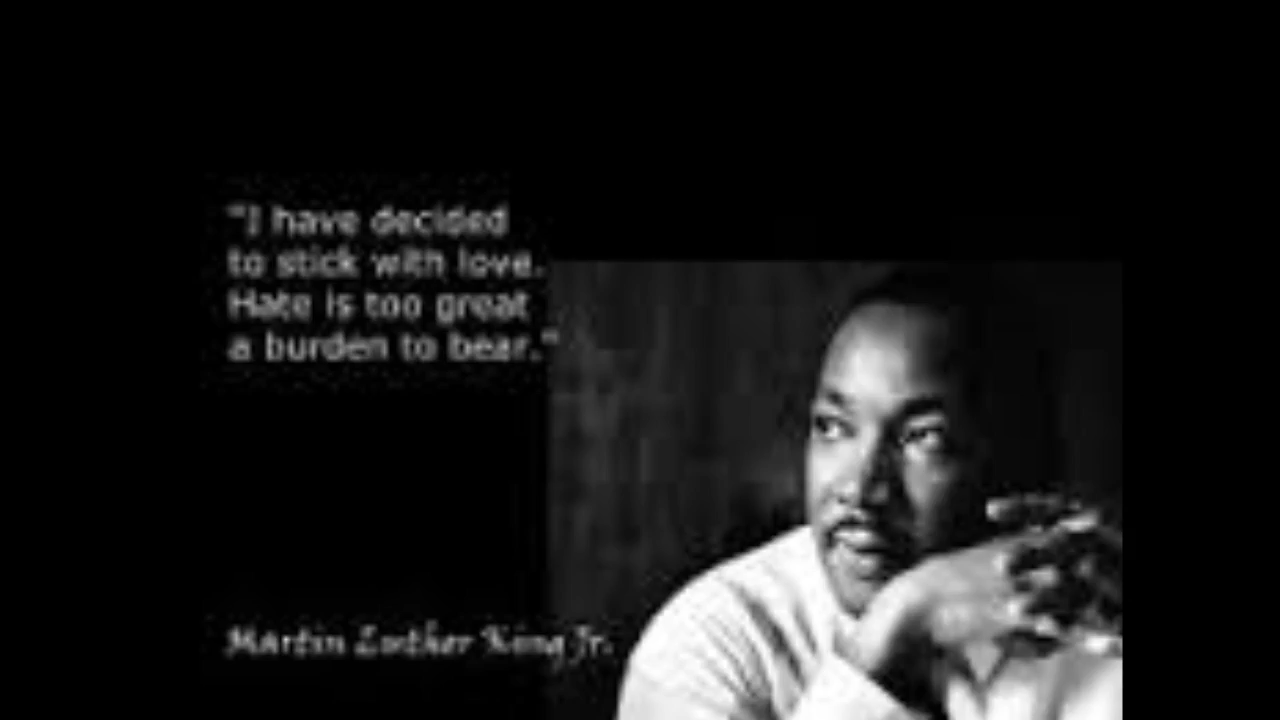 "I have decided
to stick with love.
Hate is too great
a burden to bear."
Martin Luther King Jr.